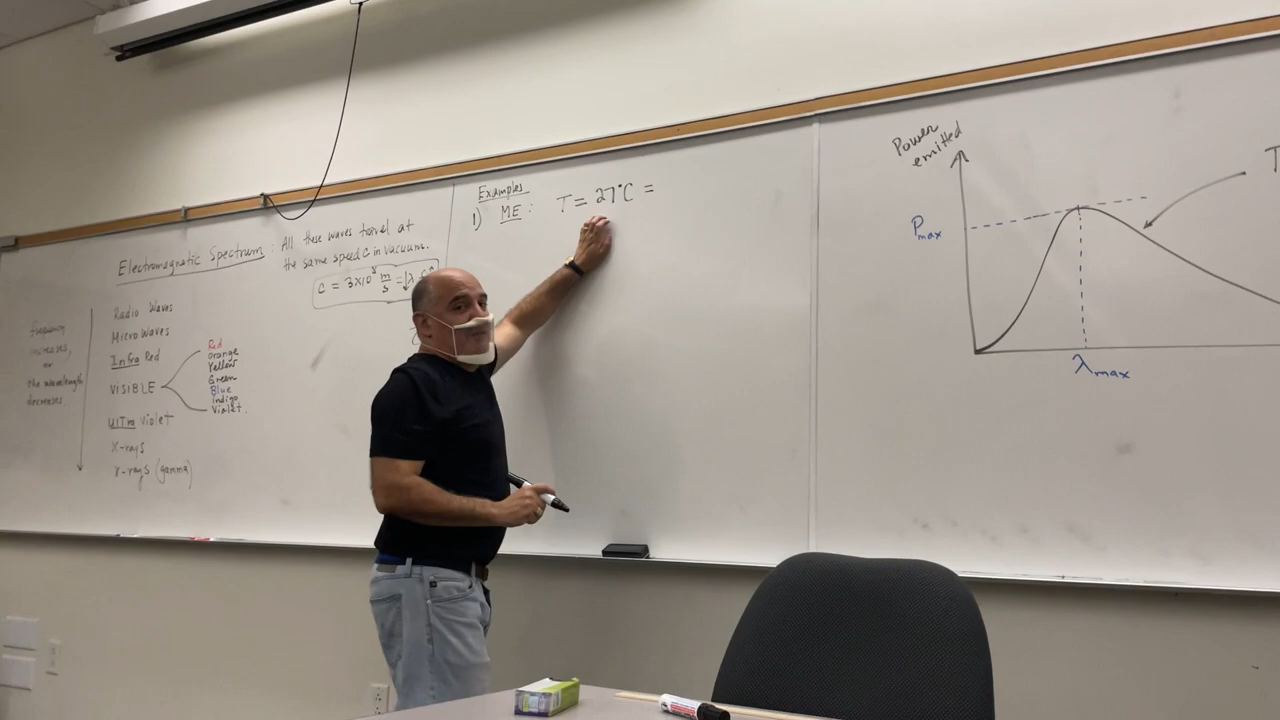 Electromagnetic Spectrum : All these waves travel at
the same speed c in vacuum.
c = 3x10⁸ m/s = λ
frequency
increases,
or
the wavelength
decreases.
Radio Waves
Micro Waves
Infra Red
VISIBLE
Ultra violet
X-rays
γ-rays (gamma)
Red
Orange
Yellow
Green
Blue
Indigo
Violet.
Examples
1) ME : T = 27°C =
Power
emitted
Pmax
λmax
T